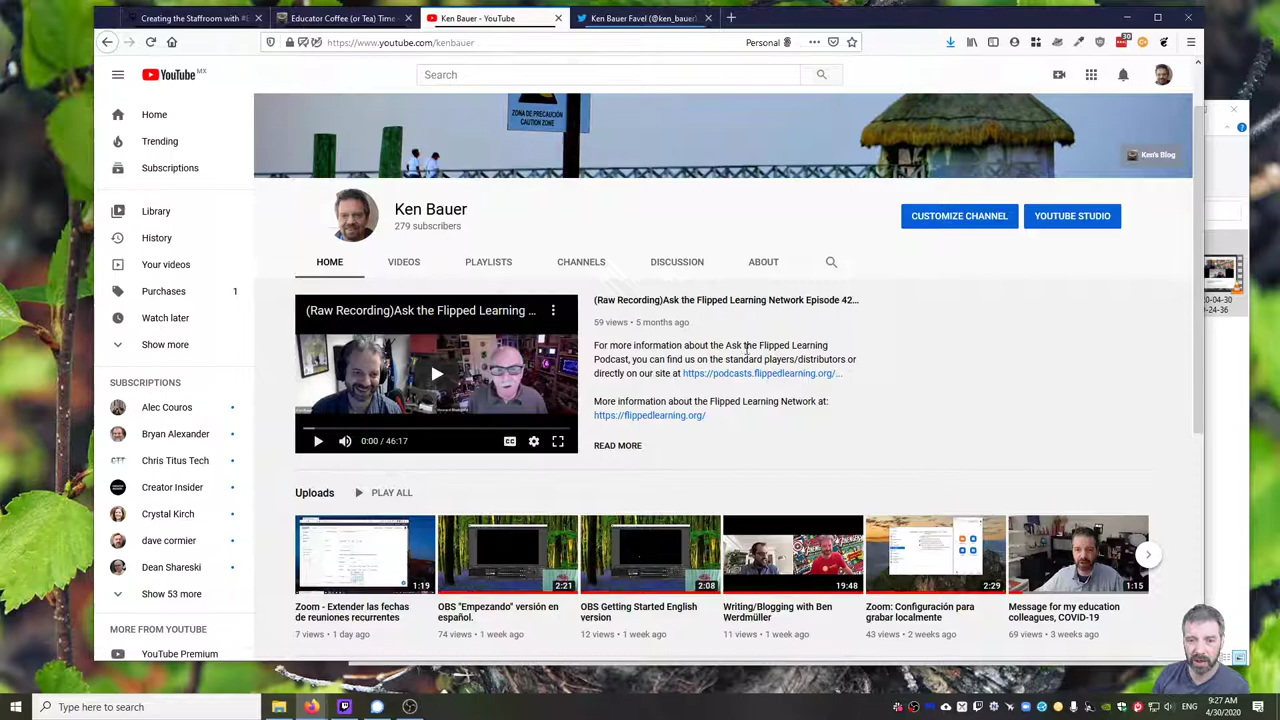 Creating the Staffroom with #E
Educator Coffee (or Tea) Time
Ken Bauer - YouTube
Ken Bauer Favel (@ken_bauer)
https://www.youtube.com/kenbauer
Personal
30
YouTube MX
Search
Home
Trending
Subscriptions
Library
History
Your videos
Purchases 1
Watch later
Show more
SUBSCRIPTIONS
Alec Couros
Bryan Alexander
Chris Titus Tech
Creator Insider
Crystal Kirch
dave cormier
Dean Shareski
Show 53 more
MORE FROM YOUTUBE
YouTube Premium
ZONA DE PRECAUCIÓN
CAUTION ZONE
Ken's Blog
Ken Bauer
279 subscribers
CUSTOMIZE CHANNEL
YOUTUBE STUDIO
HOME
VIDEOS
PLAYLISTS
CHANNELS
DISCUSSION
ABOUT
(Raw Recording)Ask the Flipped Learning ...
0:00 / 46:17
(Raw Recording)Ask the Flipped Learning Network Episode 42...
59 views • 5 months ago
For more information about the Ask the Flipped Learning
Podcast, you can find us on the standard players/distributors or
directly on our site at https://podcasts.flippedlearning.org/...
More information about the Flipped Learning Network at:
https://flippedlearning.org/
READ MORE
Uploads
PLAY ALL
1:19
2:21
2:08
19:48
2:29
1:15
Zoom - Extender las fechas
de reuniones recurrentes
7 views • 1 day ago
OBS "Empezando" versión en
español.
74 views • 1 week ago
OBS Getting Started English
version
12 views • 1 week ago
Writing/Blogging with Ben
Werdmüller
11 views • 1 week ago
Zoom: Configuración para
grabar localmente
43 views • 2 weeks ago
Message for my education
colleagues, COVID-19
69 views • 3 weeks ago
0-04-30
-24-36
Type here to search
9:27 AM
4/30/2020